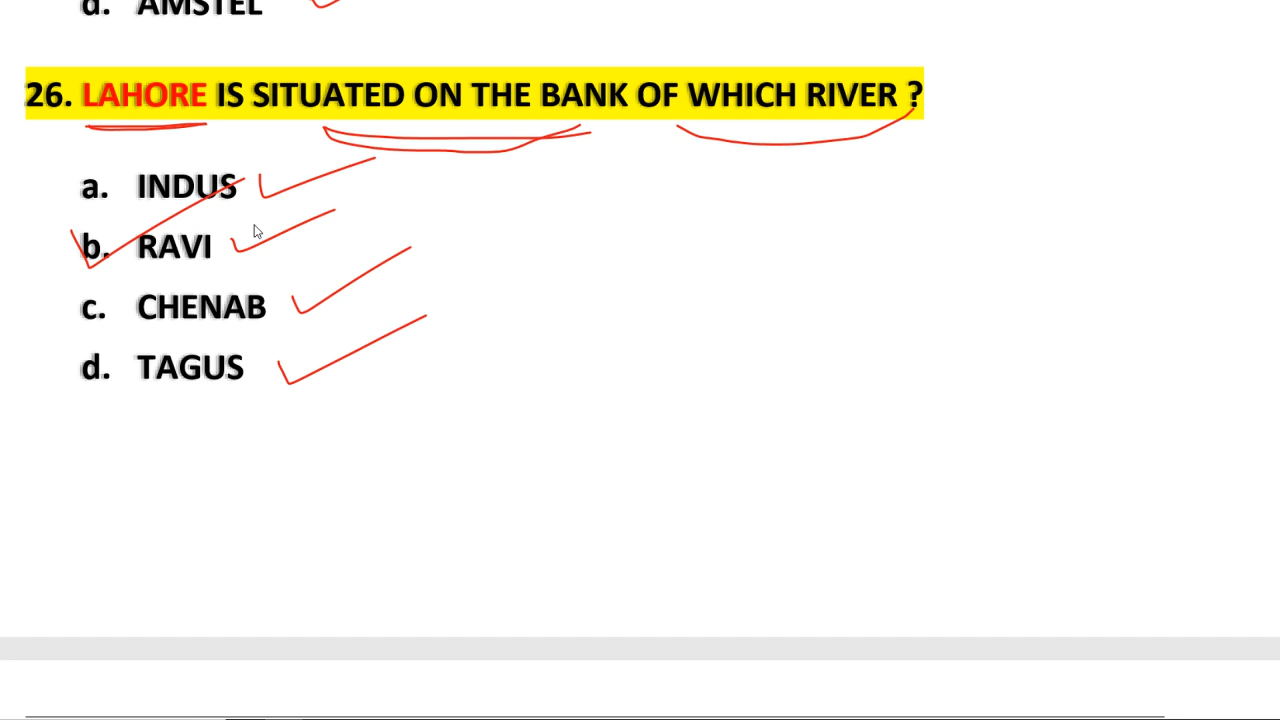 d. AMSTEL
26. LAHORE IS SITUATED ON THE BANK OF WHICH RIVER ?
a. INDUS
b. RAVI
c. CHENAB
d. TAGUS